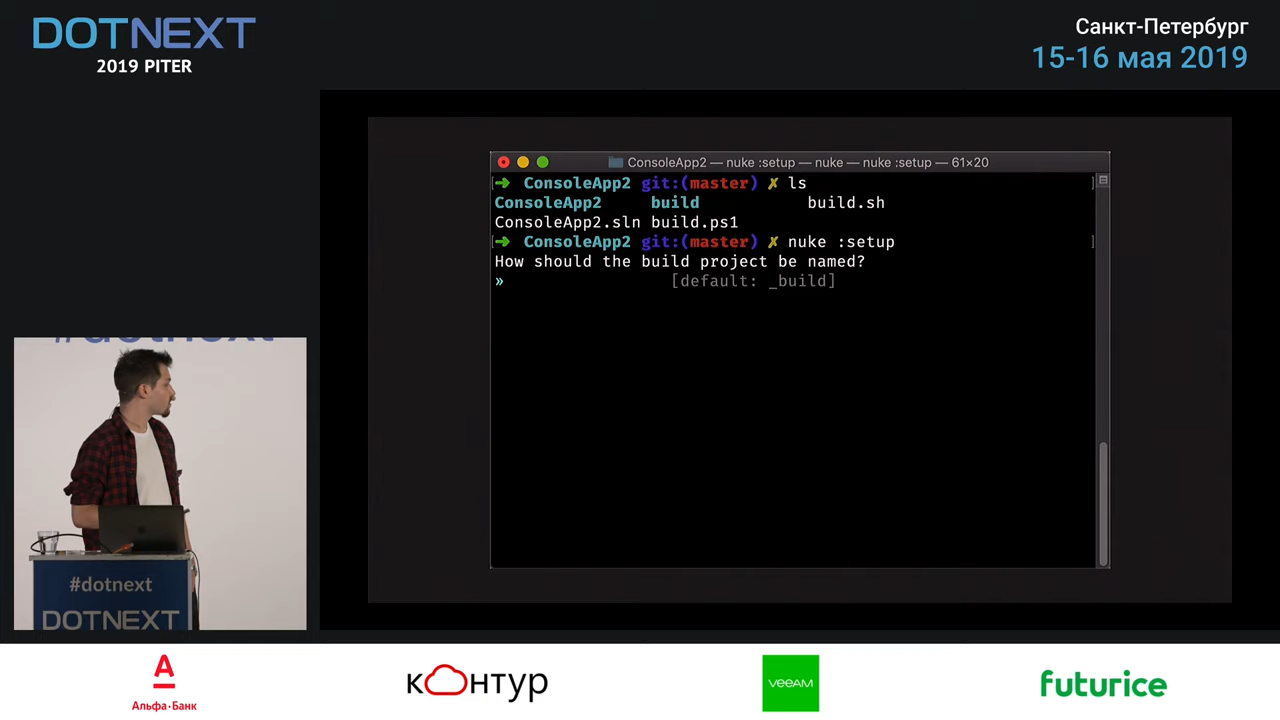 DOTNEXT
2019 PITER
Санкт-Петербург
15-16 мая 2019
ConsoleApp2 — nuke :setup — nuke — nuke :setup — 61×20
[➔ ConsoleApp2 git:(master) ✗ ls ]
ConsoleApp2 build build.sh
ConsoleApp2.sln build.ps1
[➔ ConsoleApp2 git:(master) ✗ nuke :setup ]
How should the build project be named?
» [default: _build]
#dotnext
#dotnext
DOTNEXT
А
Альфа·Банк
контур
veeam
futurice